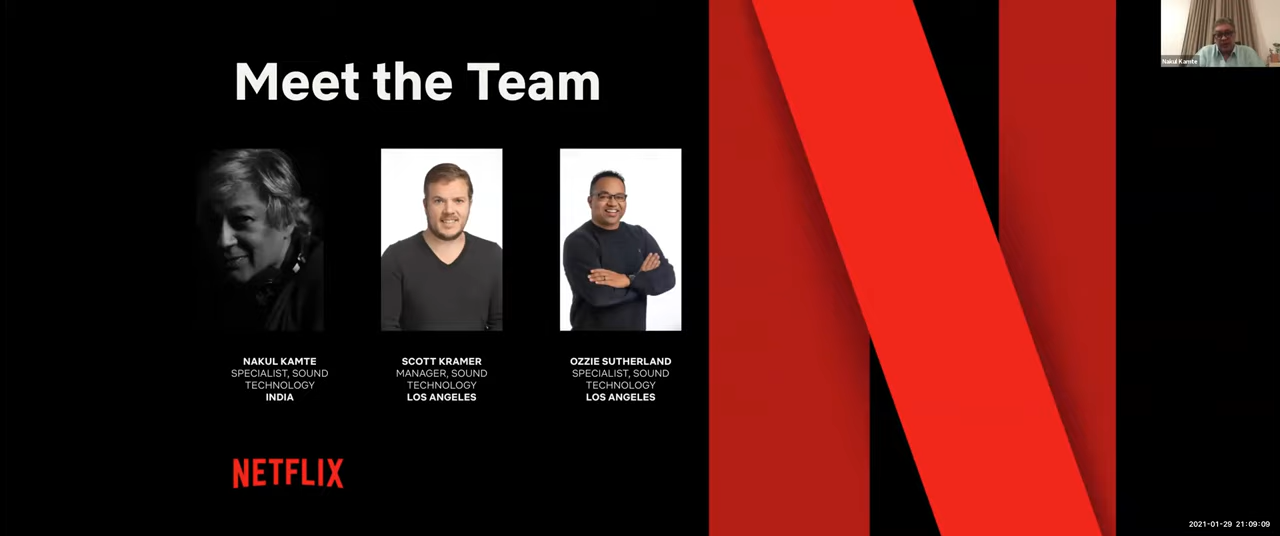 Meet the Team
NAKUL KAMTE
SPECIALIST, SOUND
TECHNOLOGY
INDIA
SCOTT KRAMER
MANAGER, SOUND
TECHNOLOGY
LOS ANGELES
OZZIE SUTHERLAND
SPECIALIST, SOUND
TECHNOLOGY
LOS ANGELES
NETFLIX
Nakul Kamte
2021-01-29 21:09:09